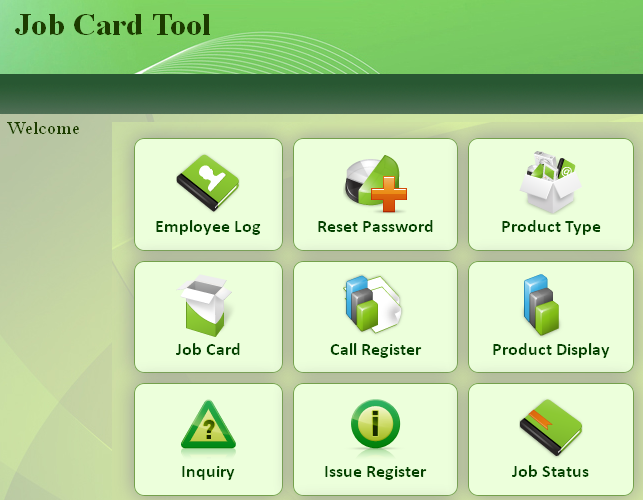 Job Card Tool
Welcome
Employee Log
Reset Password
Product Type
Job Card
Call Register
Product Display
Inquiry
Issue Register
Job Status